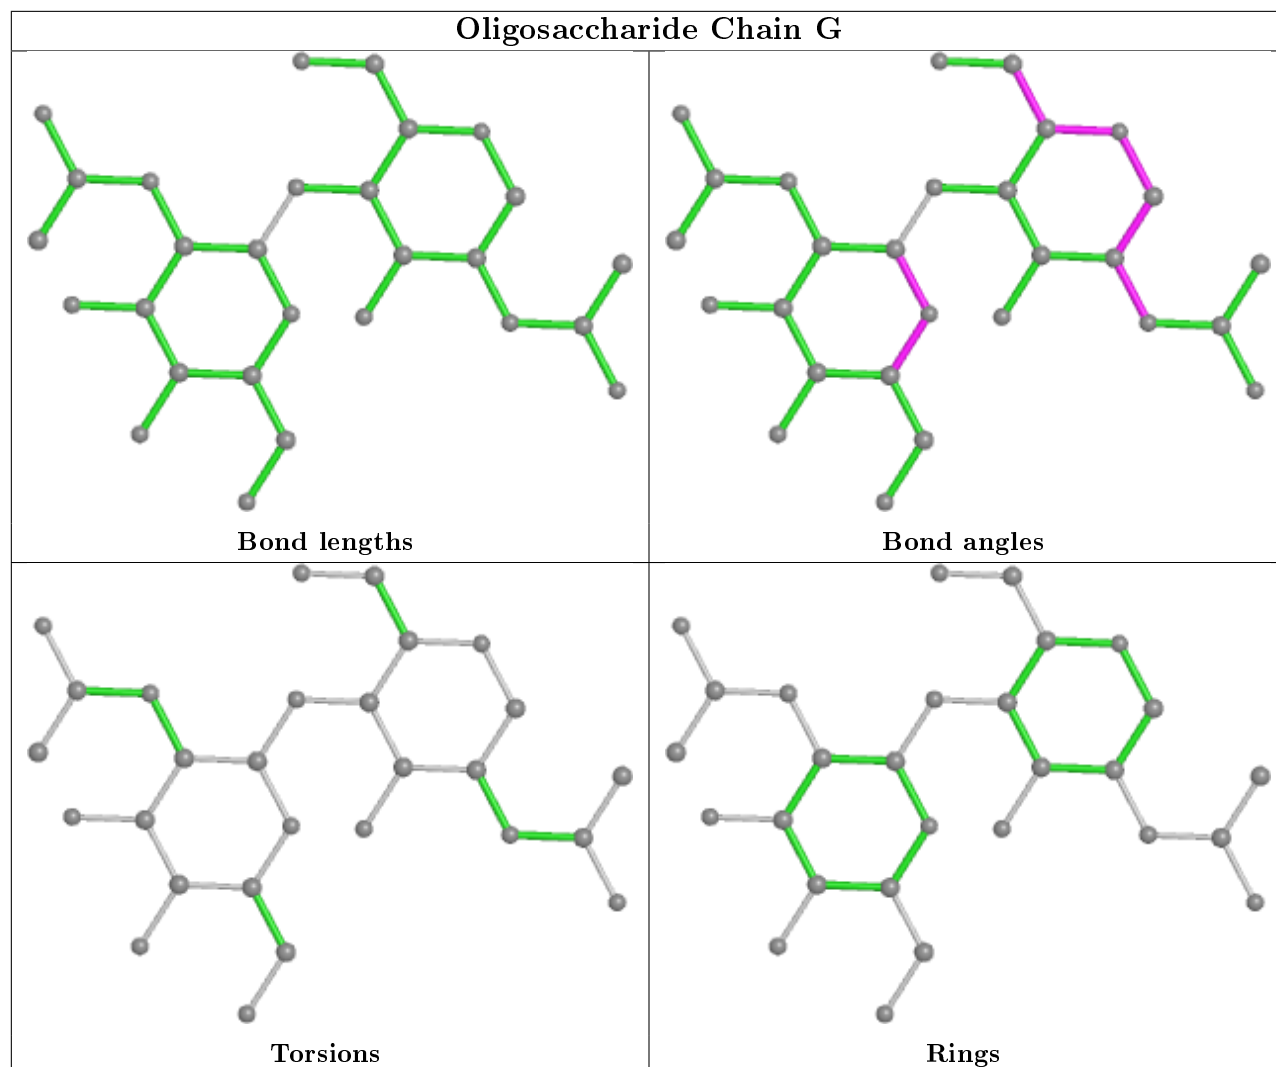 Oligosaccharide Chain G
Bond lengths
Bond angles
Torsions
Rings